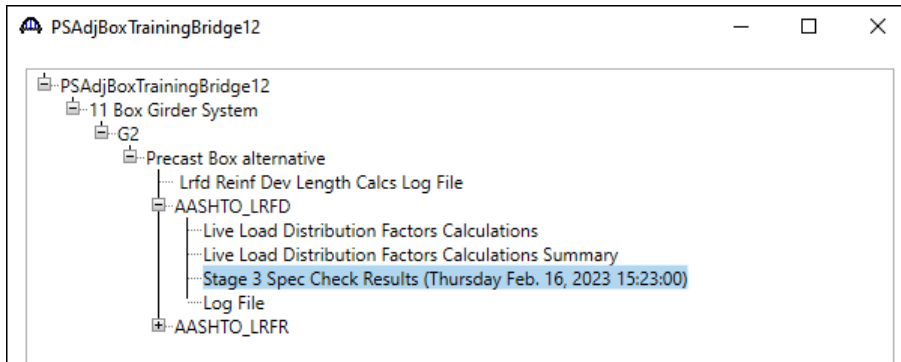 PSAdjBoxTrainingBridge12
PSAdjBoxTrainingBridge12
11 Box Girder System
G2
Precast Box alternative
Lrfd Reinf Dev Length Calcs Log File
AASHTO_LRFD
Live Load Distribution Factors Calculations
Live Load Distribution Factors Calculations Summary
Stage 3 Spec Check Results (Thursday Feb. 16, 2023 15:23:00)
Log File
AASHTO_LRFR